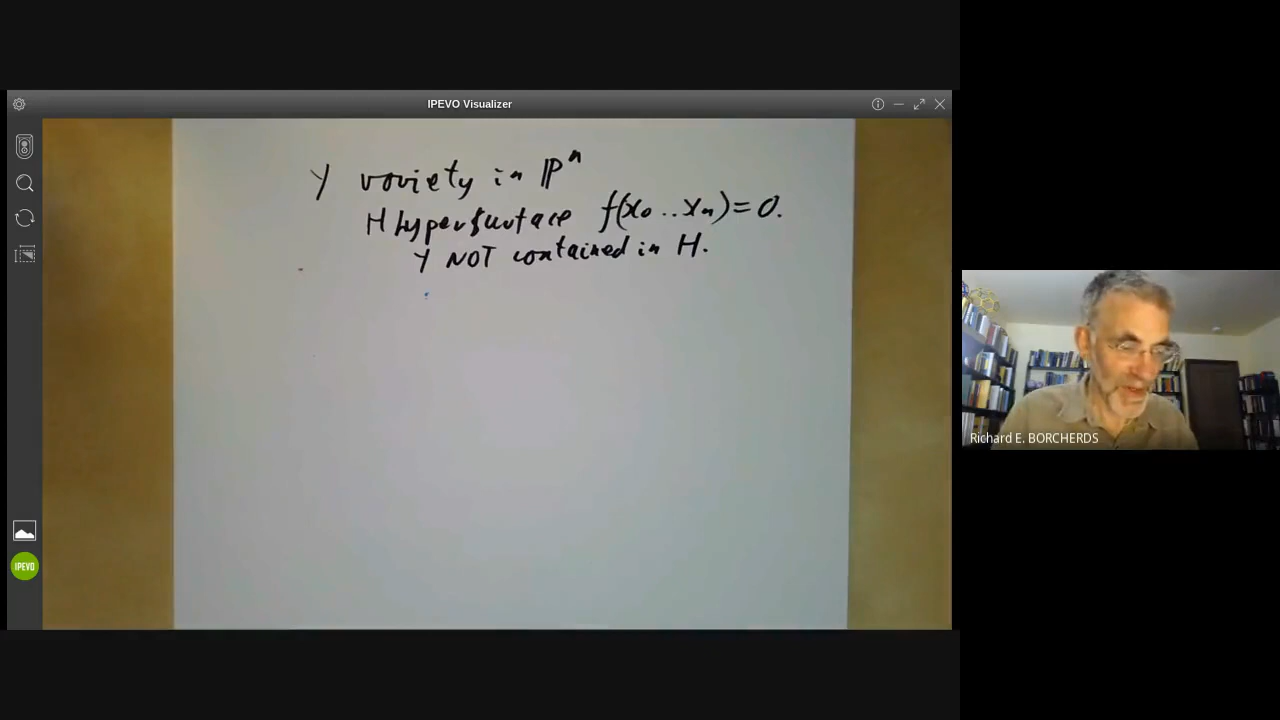 IPEVO Visualizer
Y variety in ℙⁿ
H hypersurface f(x₀..xₙ)=0.
Y NOT contained in H.
IPEVO
Richard E. BORCHERDS